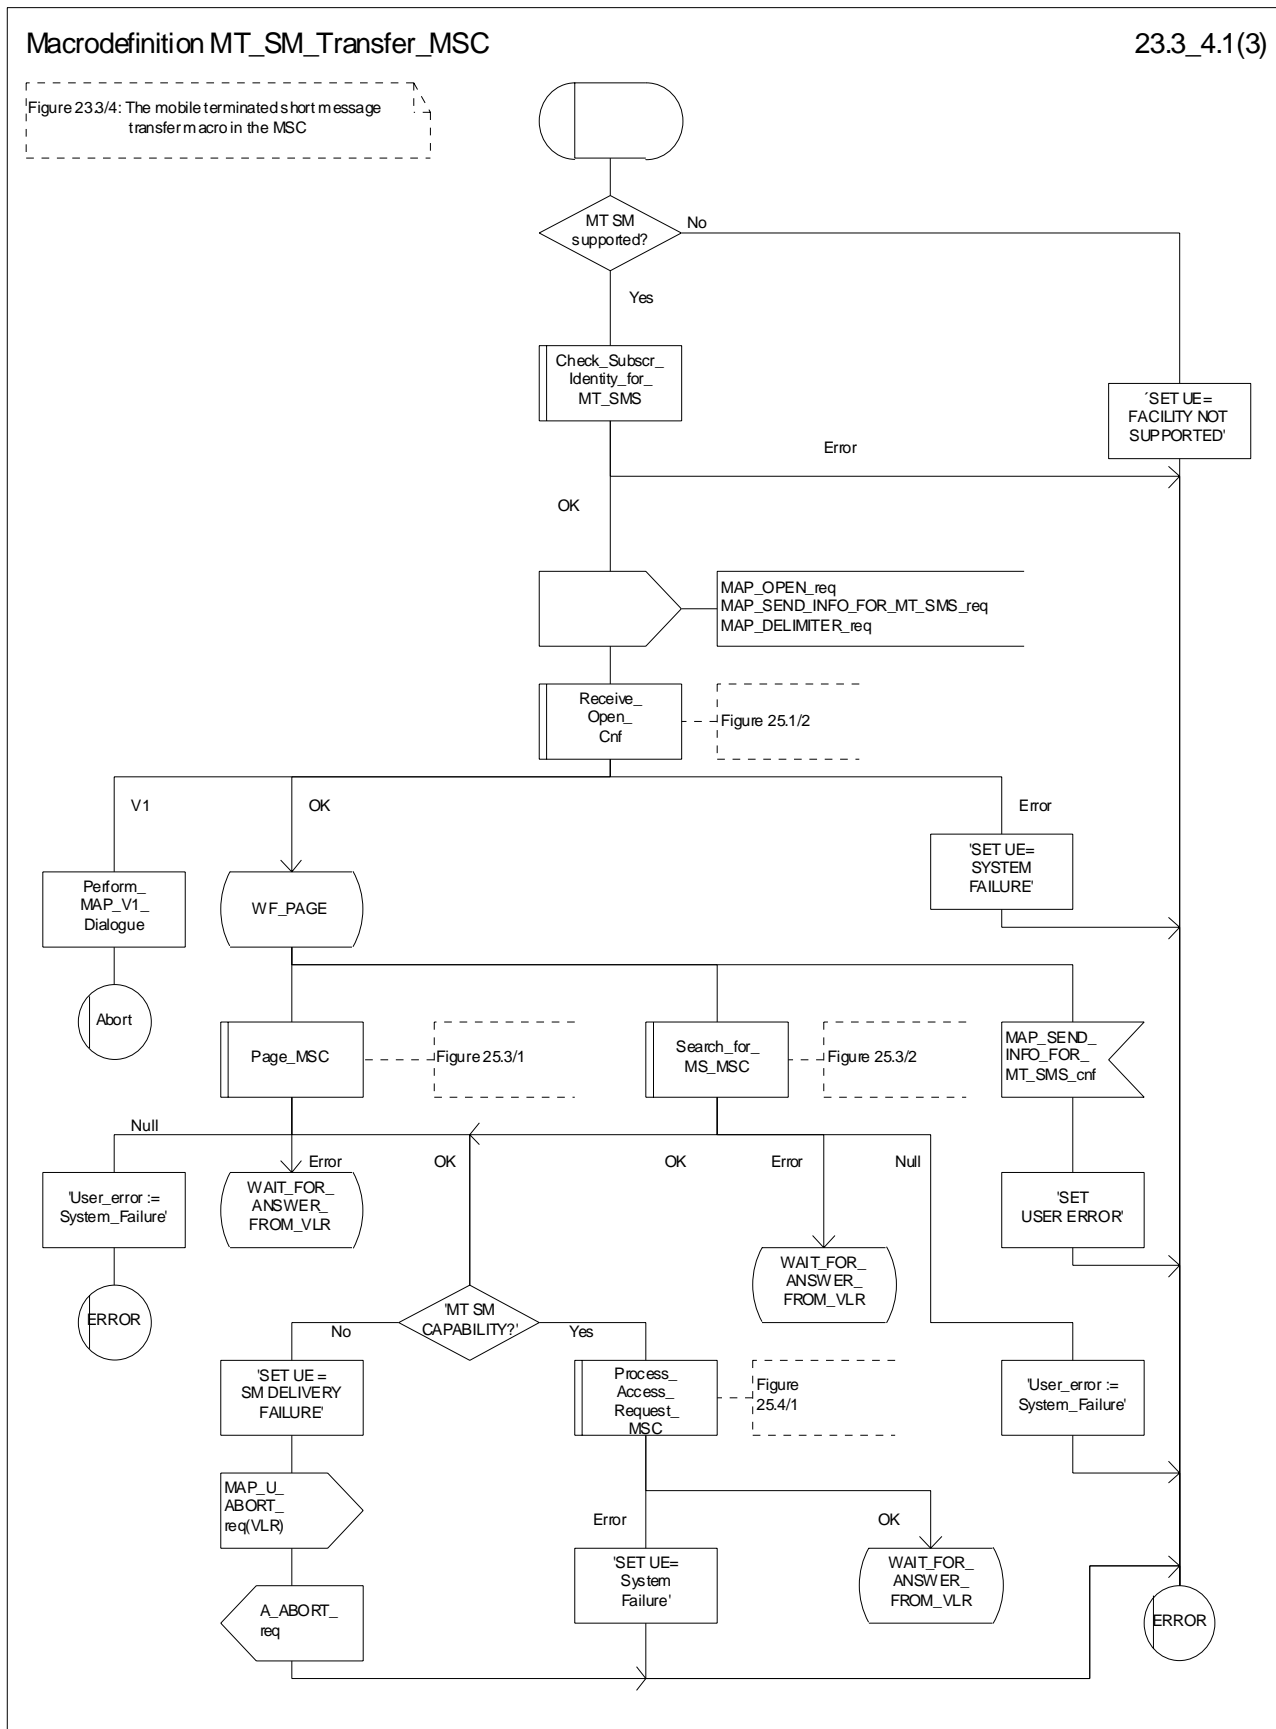 Macrodefinition MT_SM_Transfer_MSC
23.3_4.1(3)
Figure 23.3/4: The mobile terminated short message
transfer macro in the MSC
MT SM
supported?
No
Yes
Check_Subscr_
Identity_for_
MT_SMS
´SET UE=
FACILITY NOT
SUPPORTED'
Error
OK
MAP_OPEN_req
MAP_SEND_INFO_FOR_MT_SMS_req
MAP_DELIMITER_req
Receive_
Open_
Cnf
Figure 25.1/2
V1
OK
Error
Perform_
MAP_V1_
Dialogue
WF_PAGE
'SET UE=
SYSTEM
FAILURE'
Abort
Page_MSC
Figure 25.3/1
Search_for_
MS_MSC
Figure 25.3/2
MAP_SEND_
INFO_FOR_
MT_SMS_cnf
Null
Error
OK
OK
Error
Null
'User_error :=
System_Failure'
WAIT_FOR_
ANSWER_
FROM_VLR
'SET
USER ERROR'
WAIT_FOR_
ANSWER_
FROM_VLR
ERROR
'MT SM
CAPABILITY?'
No
Yes
'SET UE =
SM DELIVERY
FAILURE'
Process_
Access_
Request_
MSC
Figure
25.4/1
'User_error :=
System_Failure'
MAP_U_
ABORT_
req(VLR)
Error
OK
'SET UE=
System
Failure'
WAIT_FOR_
ANSWER_
FROM_VLR
A_ABORT_
req
ERROR